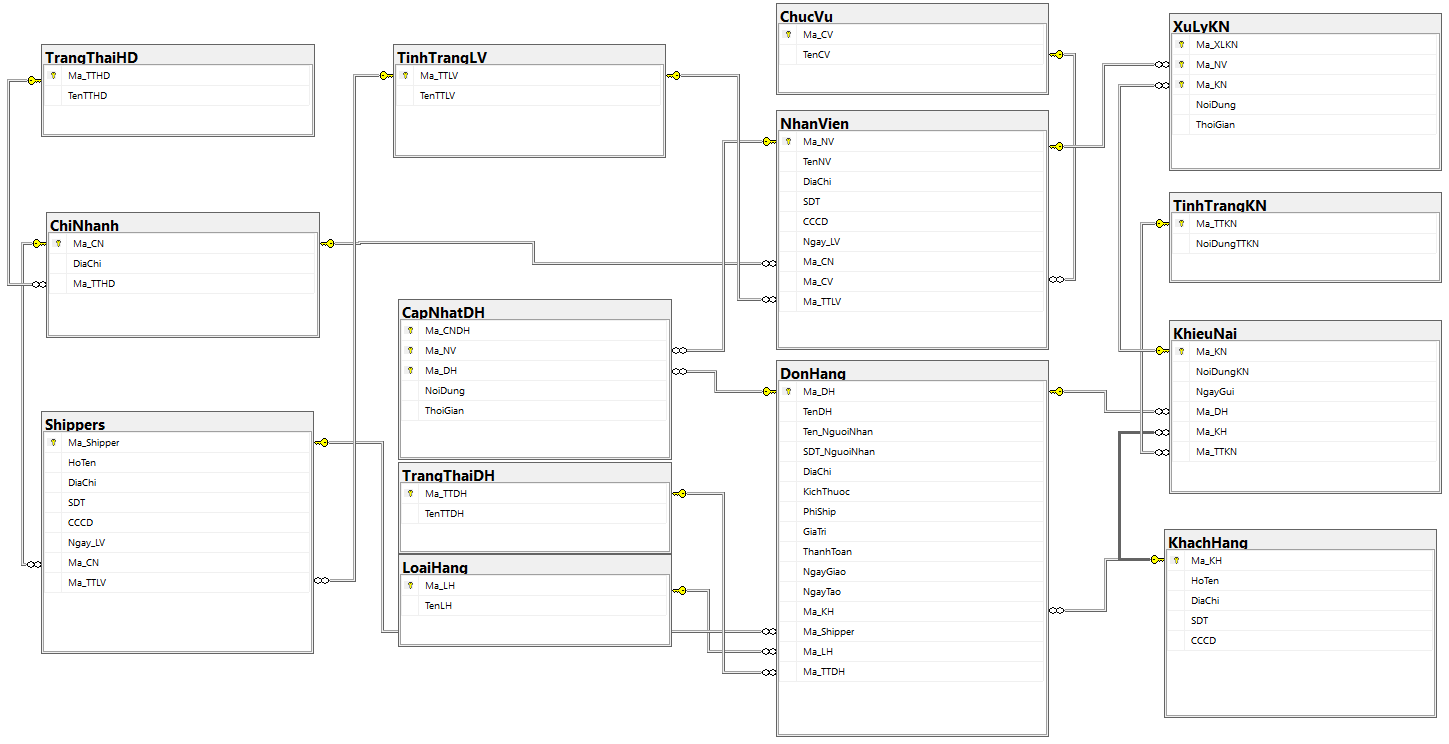 TrangThaiHD
Ma_TTHD
TenTTHD
TinhTrangLV
Ma_TTLV
TenTTLV
ChucVu
Ma_CV
TenCV
XuLyKN
Ma_XLKN
Ma_NV
Ma_KN
NoiDung
ThoiGian
ChiNhanh
Ma_CN
DiaChi
Ma_TTHD
NhanVien
Ma_NV
TenNV
DiaChi
SDT
CCCD
Ngay_LV
Ma_CN
Ma_CV
Ma_TTLV
TinhTrangKN
Ma_TTKN
NoiDungTTKN
CapNhatDH
Ma_CNDH
Ma_NV
Ma_DH
NoiDung
ThoiGian
KhieuNai
Ma_KN
NoiDungKN
NgayGui
Ma_DH
Ma_KH
Ma_TTKN
Shippers
Ma_Shipper
HoTen
DiaChi
SDT
CCCD
Ngay_LV
Ma_CN
Ma_TTLV
TrangThaiDH
Ma_TTDH
TenTTDH
LoaiHang
Ma_LH
TenLH
DonHang
Ma_DH
TenDH
Ten_NguoiNhan
SDT_NguoiNhan
DiaChi
KichThuoc
PhiShip
GiaTri
ThanhToan
NgayGiao
NgayTao
Ma_KH
Ma_Shipper
Ma_LH
Ma_TTDH
KhachHang
Ma_KH
HoTen
DiaChi
SDT
CCCD